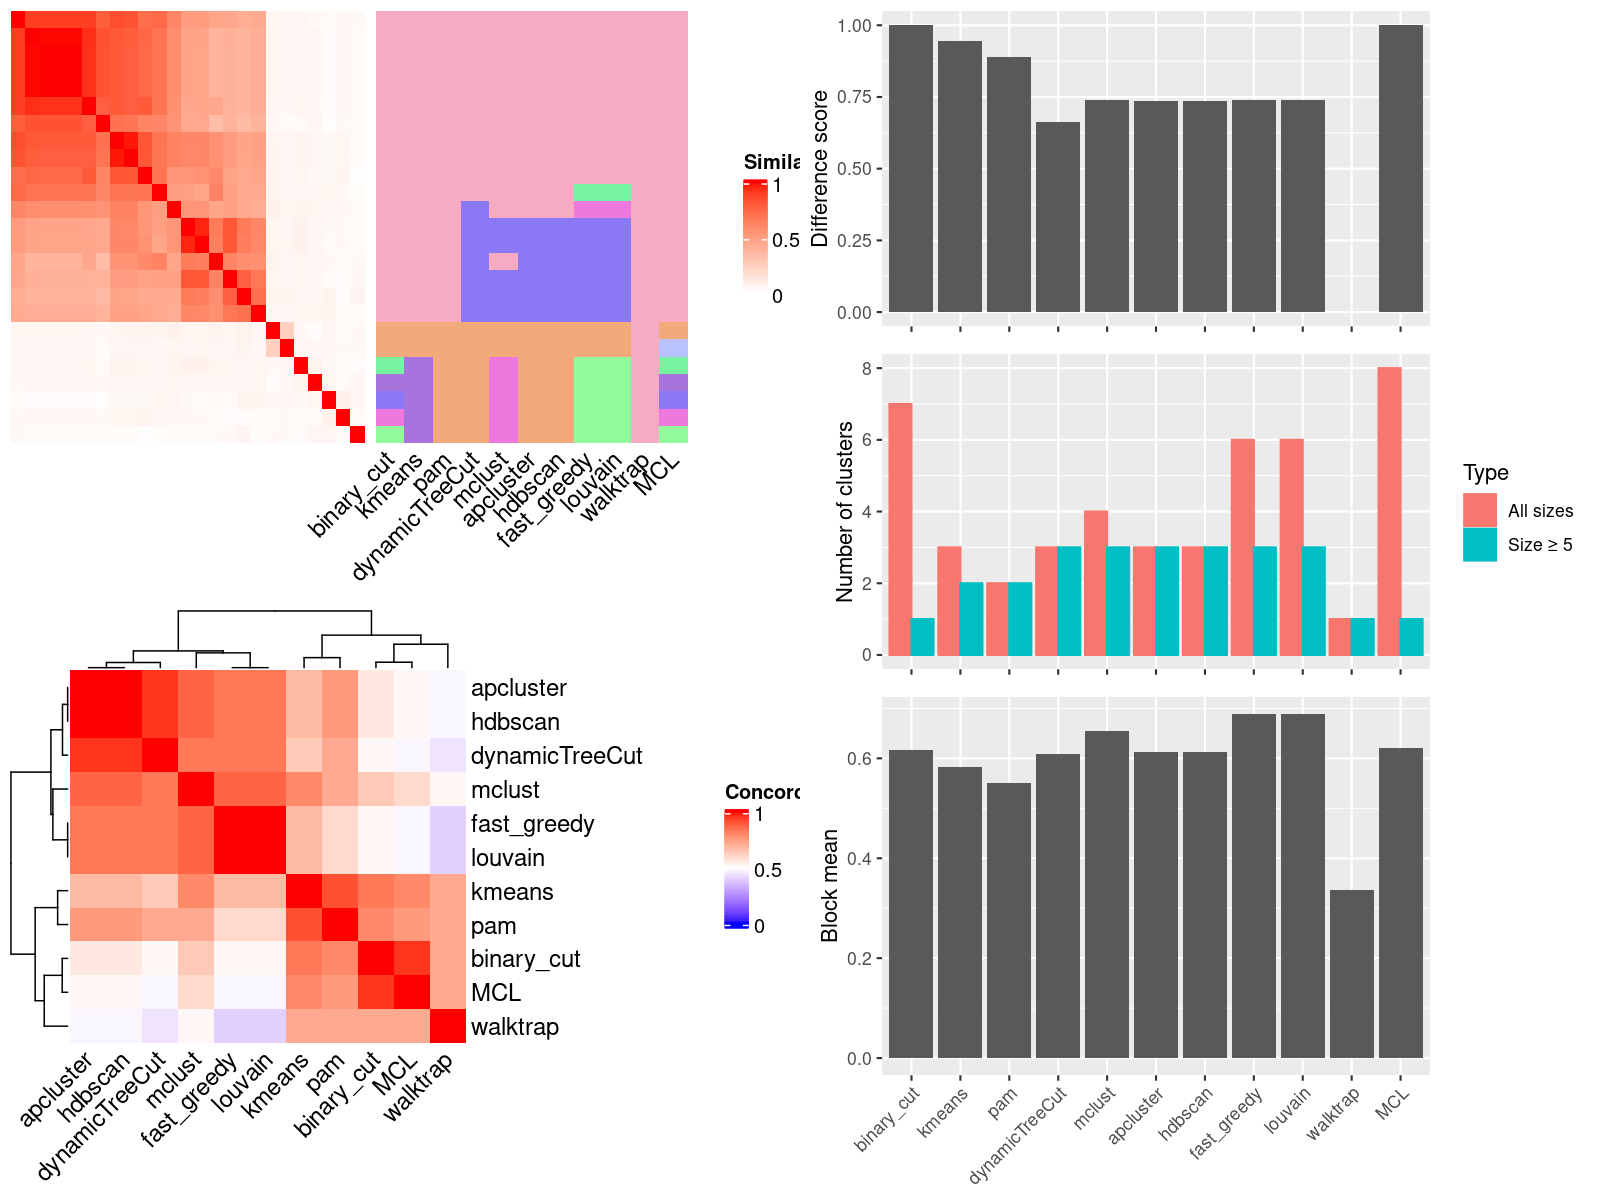 Simila
1
0.5
0
binary_cut
kmeans
pam
dynamicTreeCut
mclust
apcluster
hdbscan
fast_greedy
louvain
walktrap
MCL
apcluster
hdbscan
dynamicTreeCut
mclust
fast_greedy
louvain
kmeans
pam
binary_cut
MCL
walktrap
apcluster
hdbscan
dynamicTreeCut
mclust
fast_greedy
louvain
kmeans
pam
binary_cut
MCL
walktrap
Concor
1
0.5
0
Difference score
1.00
0.75
0.50
0.25
0.00
Number of clusters
8
6
4
2
0
Type
All sizes
Size ≥ 5
Block mean
0.6
0.4
0.2
0.0
binary_cut
kmeans
pam
dynamicTreeCut
mclust
apcluster
hdbscan
fast_greedy
louvain
walktrap
MCL